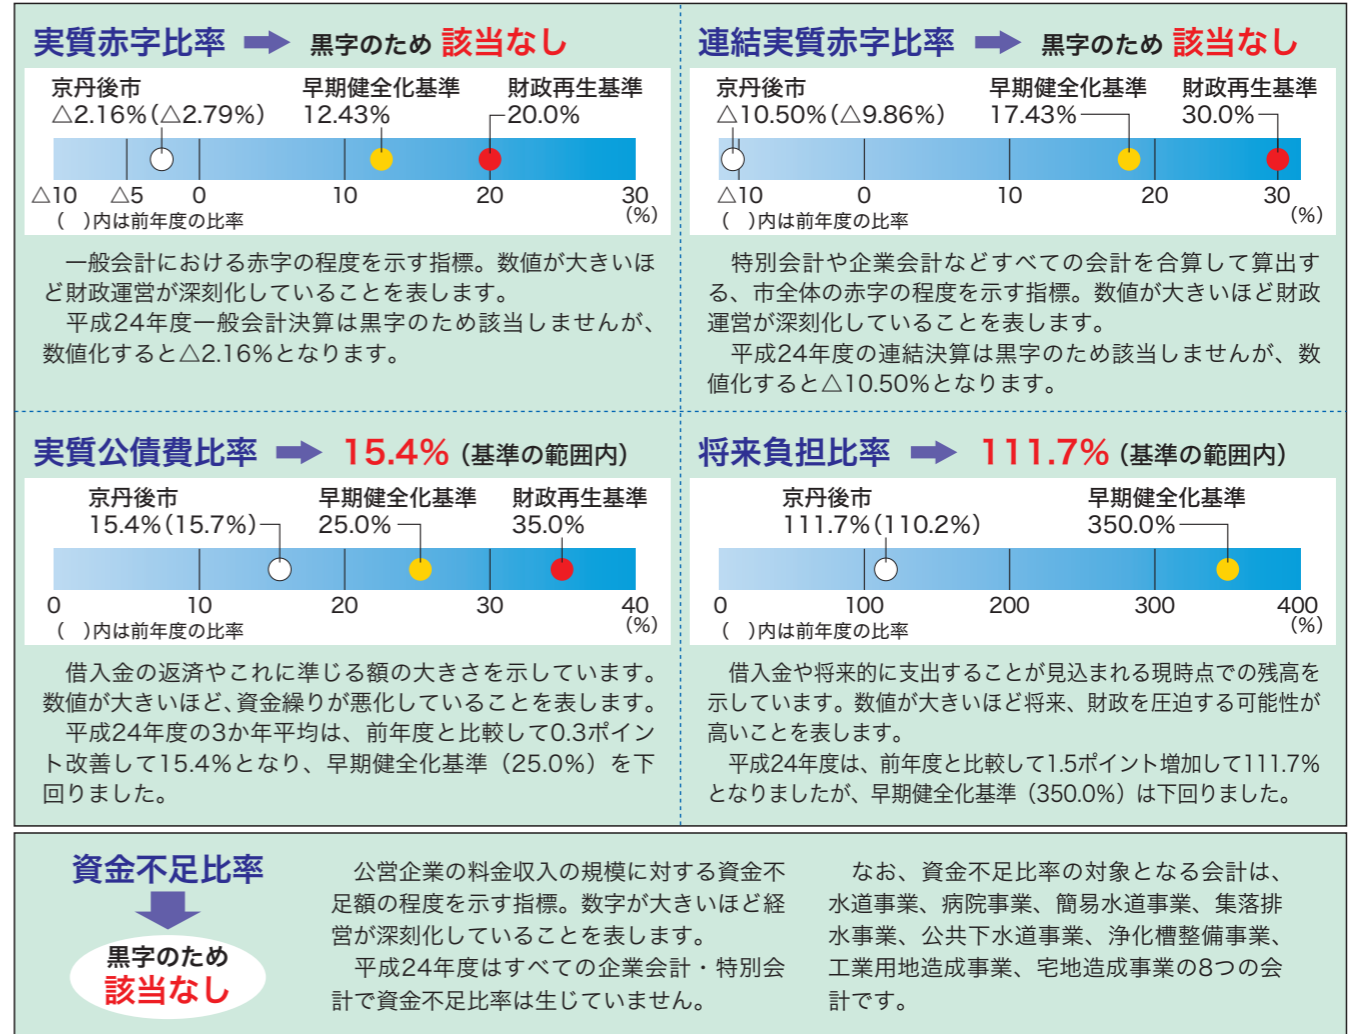 実質赤字比率 黒字のため 該当なし
京丹後市 早期健全化基準 財政再生基準
△2.16%(△2.79%) 12.43% 20.0%
△10 △5 0 10 20 30
( )内は前年度の比率 (%)
一般会計における赤字の程度を示す指標。数値が大きいほ
ど財政運営が深刻化していることを表します。
平成24年度一般会計決算は黒字のため該当しませんが、
数値化すると△2.16%となります。
連結実質赤字比率 黒字のため 該当なし
京丹後市 早期健全化基準 財政再生基準
△10.50%(△9.86%) 17.43% 30.0%
△10 0 10 20 30
( )内は前年度の比率 (%)
特別会計や企業会計などすべての会計を合算して算出す
る、市全体の赤字の程度を示す指標。数値が大きいほど財政
運営が深刻化していることを表します。
平成24年度の連結決算は黒字のため該当しませんが、数
値化すると△10.50%となります。
実質公債費比率 15.4%(基準の範囲内)
京丹後市 早期健全化基準 財政再生基準
15.4%(15.7%) 25.0% 35.0%
0 10 20 30 40
( )内は前年度の比率 (%)
借入金の返済やこれに準じる額の大きさを示しています。
数値が大きいほど、資金繰りが悪化していることを表します。
平成24年度の3か年平均は、前年度と比較して0.3ポイン
ト改善して15.4%となり、早期健全化基準(25.0%)を下
回りました。
将来負担比率 111.7%(基準の範囲内)
京丹後市 早期健全化基準
111.7%(110.2%) 350.0%
0 100 200 300 400
( )内は前年度の比率 (%)
借入金や将来的に支出することが見込まれる現時点での残高を
示しています。数値が大きいほど将来、財政を圧迫する可能性が
高いことを表します。
平成24年度は、前年度と比較して1.5ポイント増加して111.7%
となりましたが、早期健全化基準(350.0%)は下回りました。
資金不足比率
黒字のため
該当なし
公営企業の料金収入の規模に対する資金不
足額の程度を示す指標。数字が大きいほど経
営が深刻化していることを表します。
平成24年度はすべての企業会計・特別会
計で資金不足比率は生じていません。
なお、資金不足比率の対象となる会計は、
水道事業、病院事業、簡易水道事業、集落排
水事業、公共下水道事業、浄化槽整備事業、
工業用地造成事業、宅地造成事業の8つの会
計です。